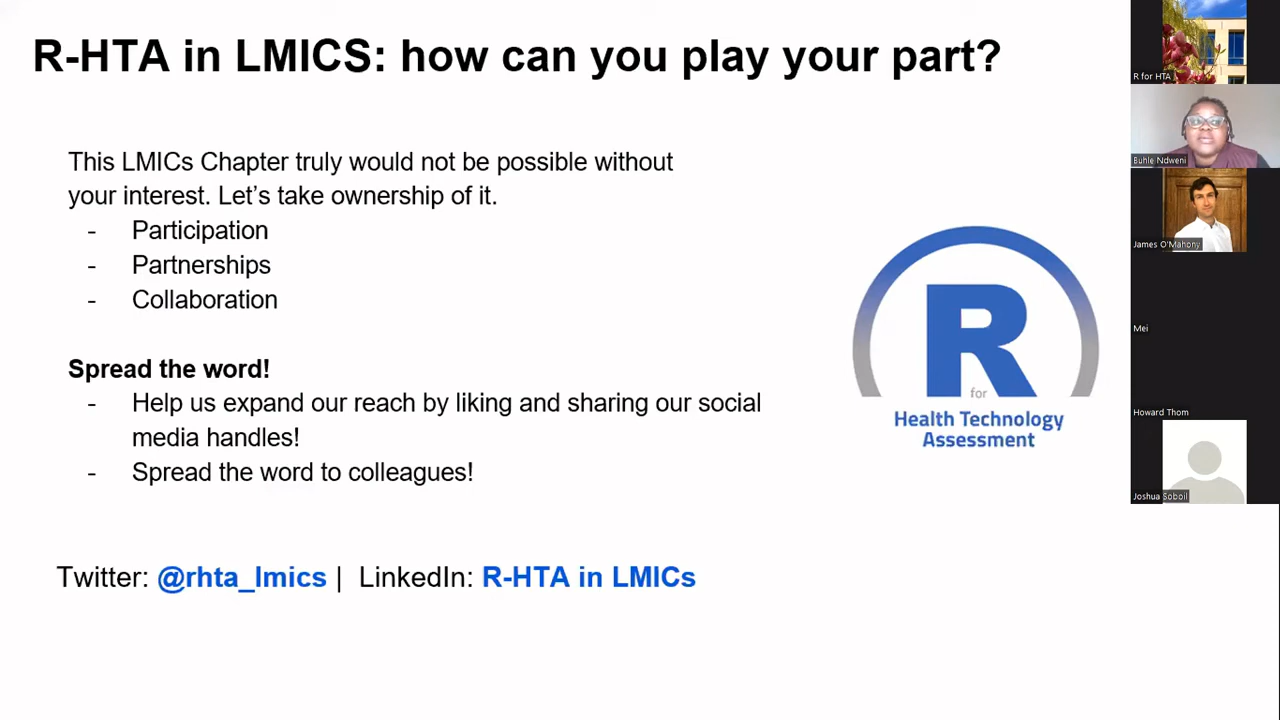 R-HTA in LMICS: how can you play your part?
This LMICs Chapter truly would not be possible without
your interest. Let's take ownership of it.
- Participation
- Partnerships
- Collaboration
Spread the word!
- Help us expand our reach by liking and sharing our social
media handles!
- Spread the word to colleagues!
Twitter: @rhta_lmics | LinkedIn: R-HTA in LMICs
R
for
Health Technology
Assessment
R for HTA
Buhle Ndweni
James O'Mahony
Mei
Howard Thom
Joshua Soboil